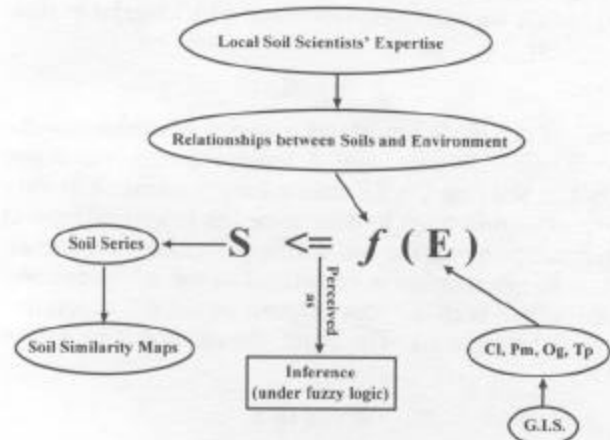 Local Soil Scientists' Expertise
Relationships between Soils and Environment
Soil Series
S <= f ( E )
Perceived
as
Soil Similarity Maps
Inference
(under fuzzy logic)
Cl, Pm, Og, Tp
G.I.S.